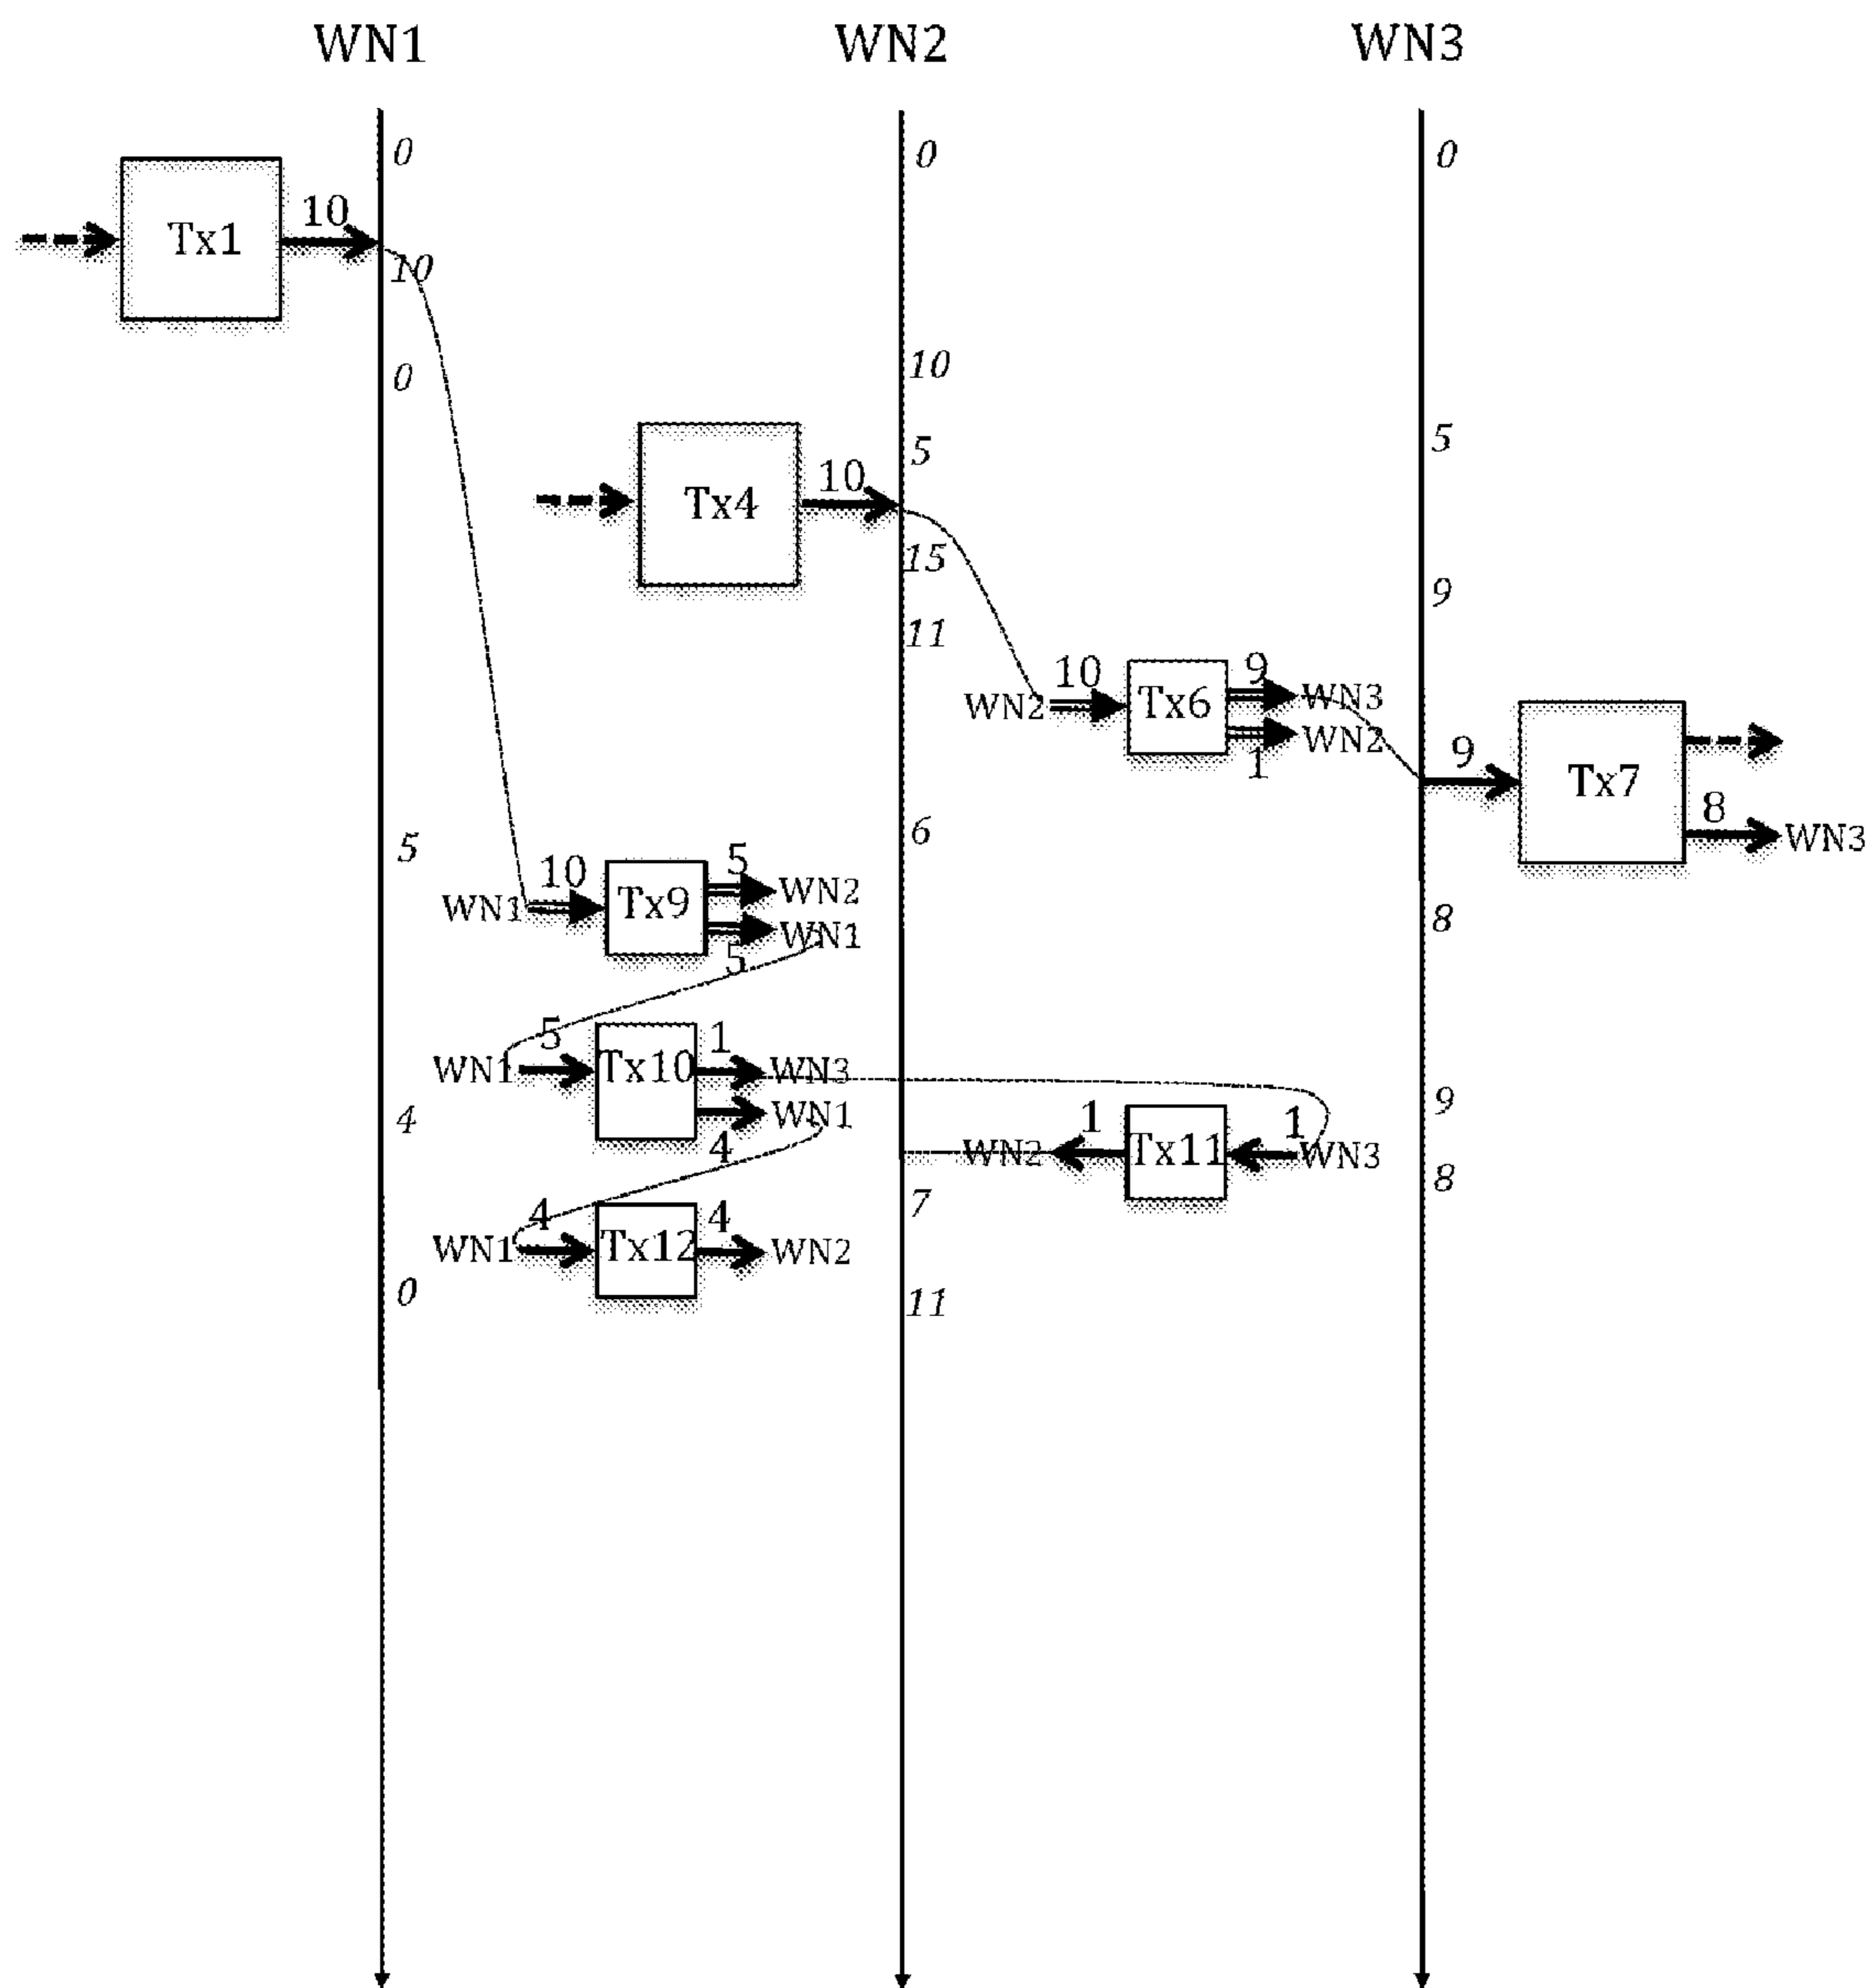 WN1 WN2 WN3
0 0 0
Tx1 10
10
0 10
5 5
Tx4 10
15
9
11
WN2 10 Tx6 9 WN3
1 WN2
9 Tx7
8 WN3
5 6
8
WN1 10 Tx9 5 WN2
5 WN1
WN1 5 Tx10 1 WN3
4 WN1
4 9
WN2 1 Tx11 1 WN3
7 8
WN1 4 Tx12 4 WN2
0 11